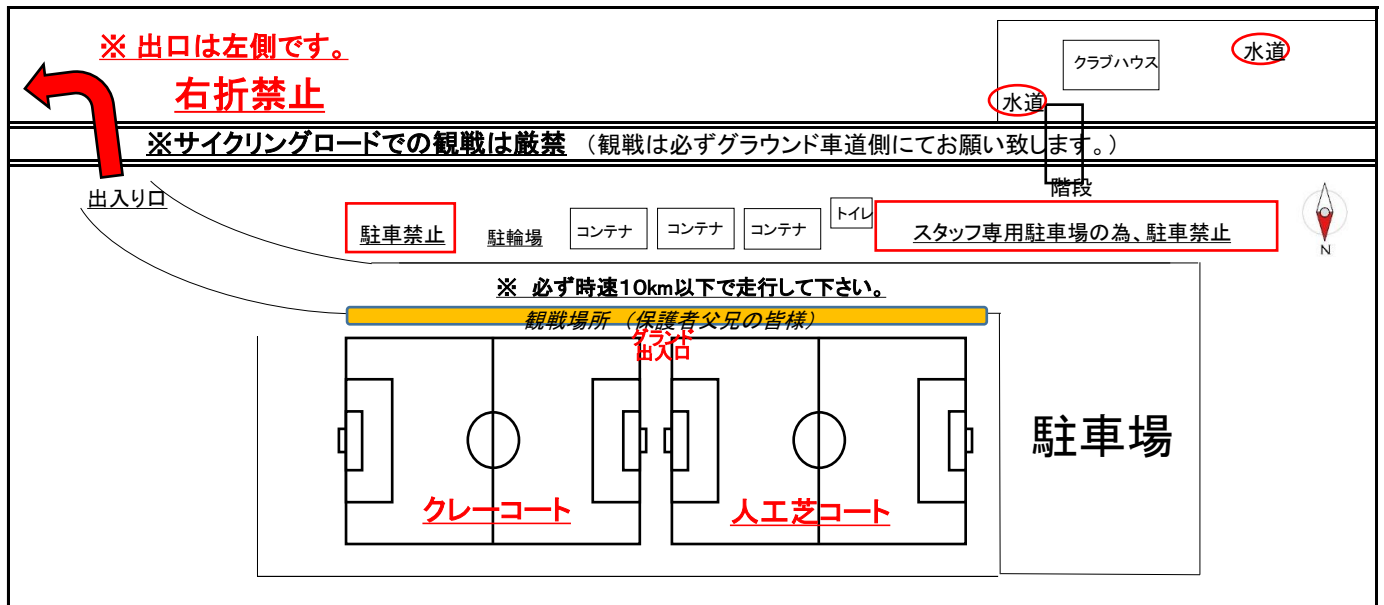 ※ 出口は左側です。
右折禁止
クラブハウス
水道
水道
※サイクリングロードでの観戦は厳禁 （観戦は必ずグラウンド車道側にてお願い致します。）
階段
出入り口
駐車禁止
駐輪場
コンテナ
コンテナ
コンテナ
トイレ
スタッフ専用駐車場の為、駐車禁止
N
※ 必ず時速10km以下で走行して下さい。
観戦場所 （保護者父兄の皆様）
グランド
出入口
駐車場
クレーコート
人工芝コート